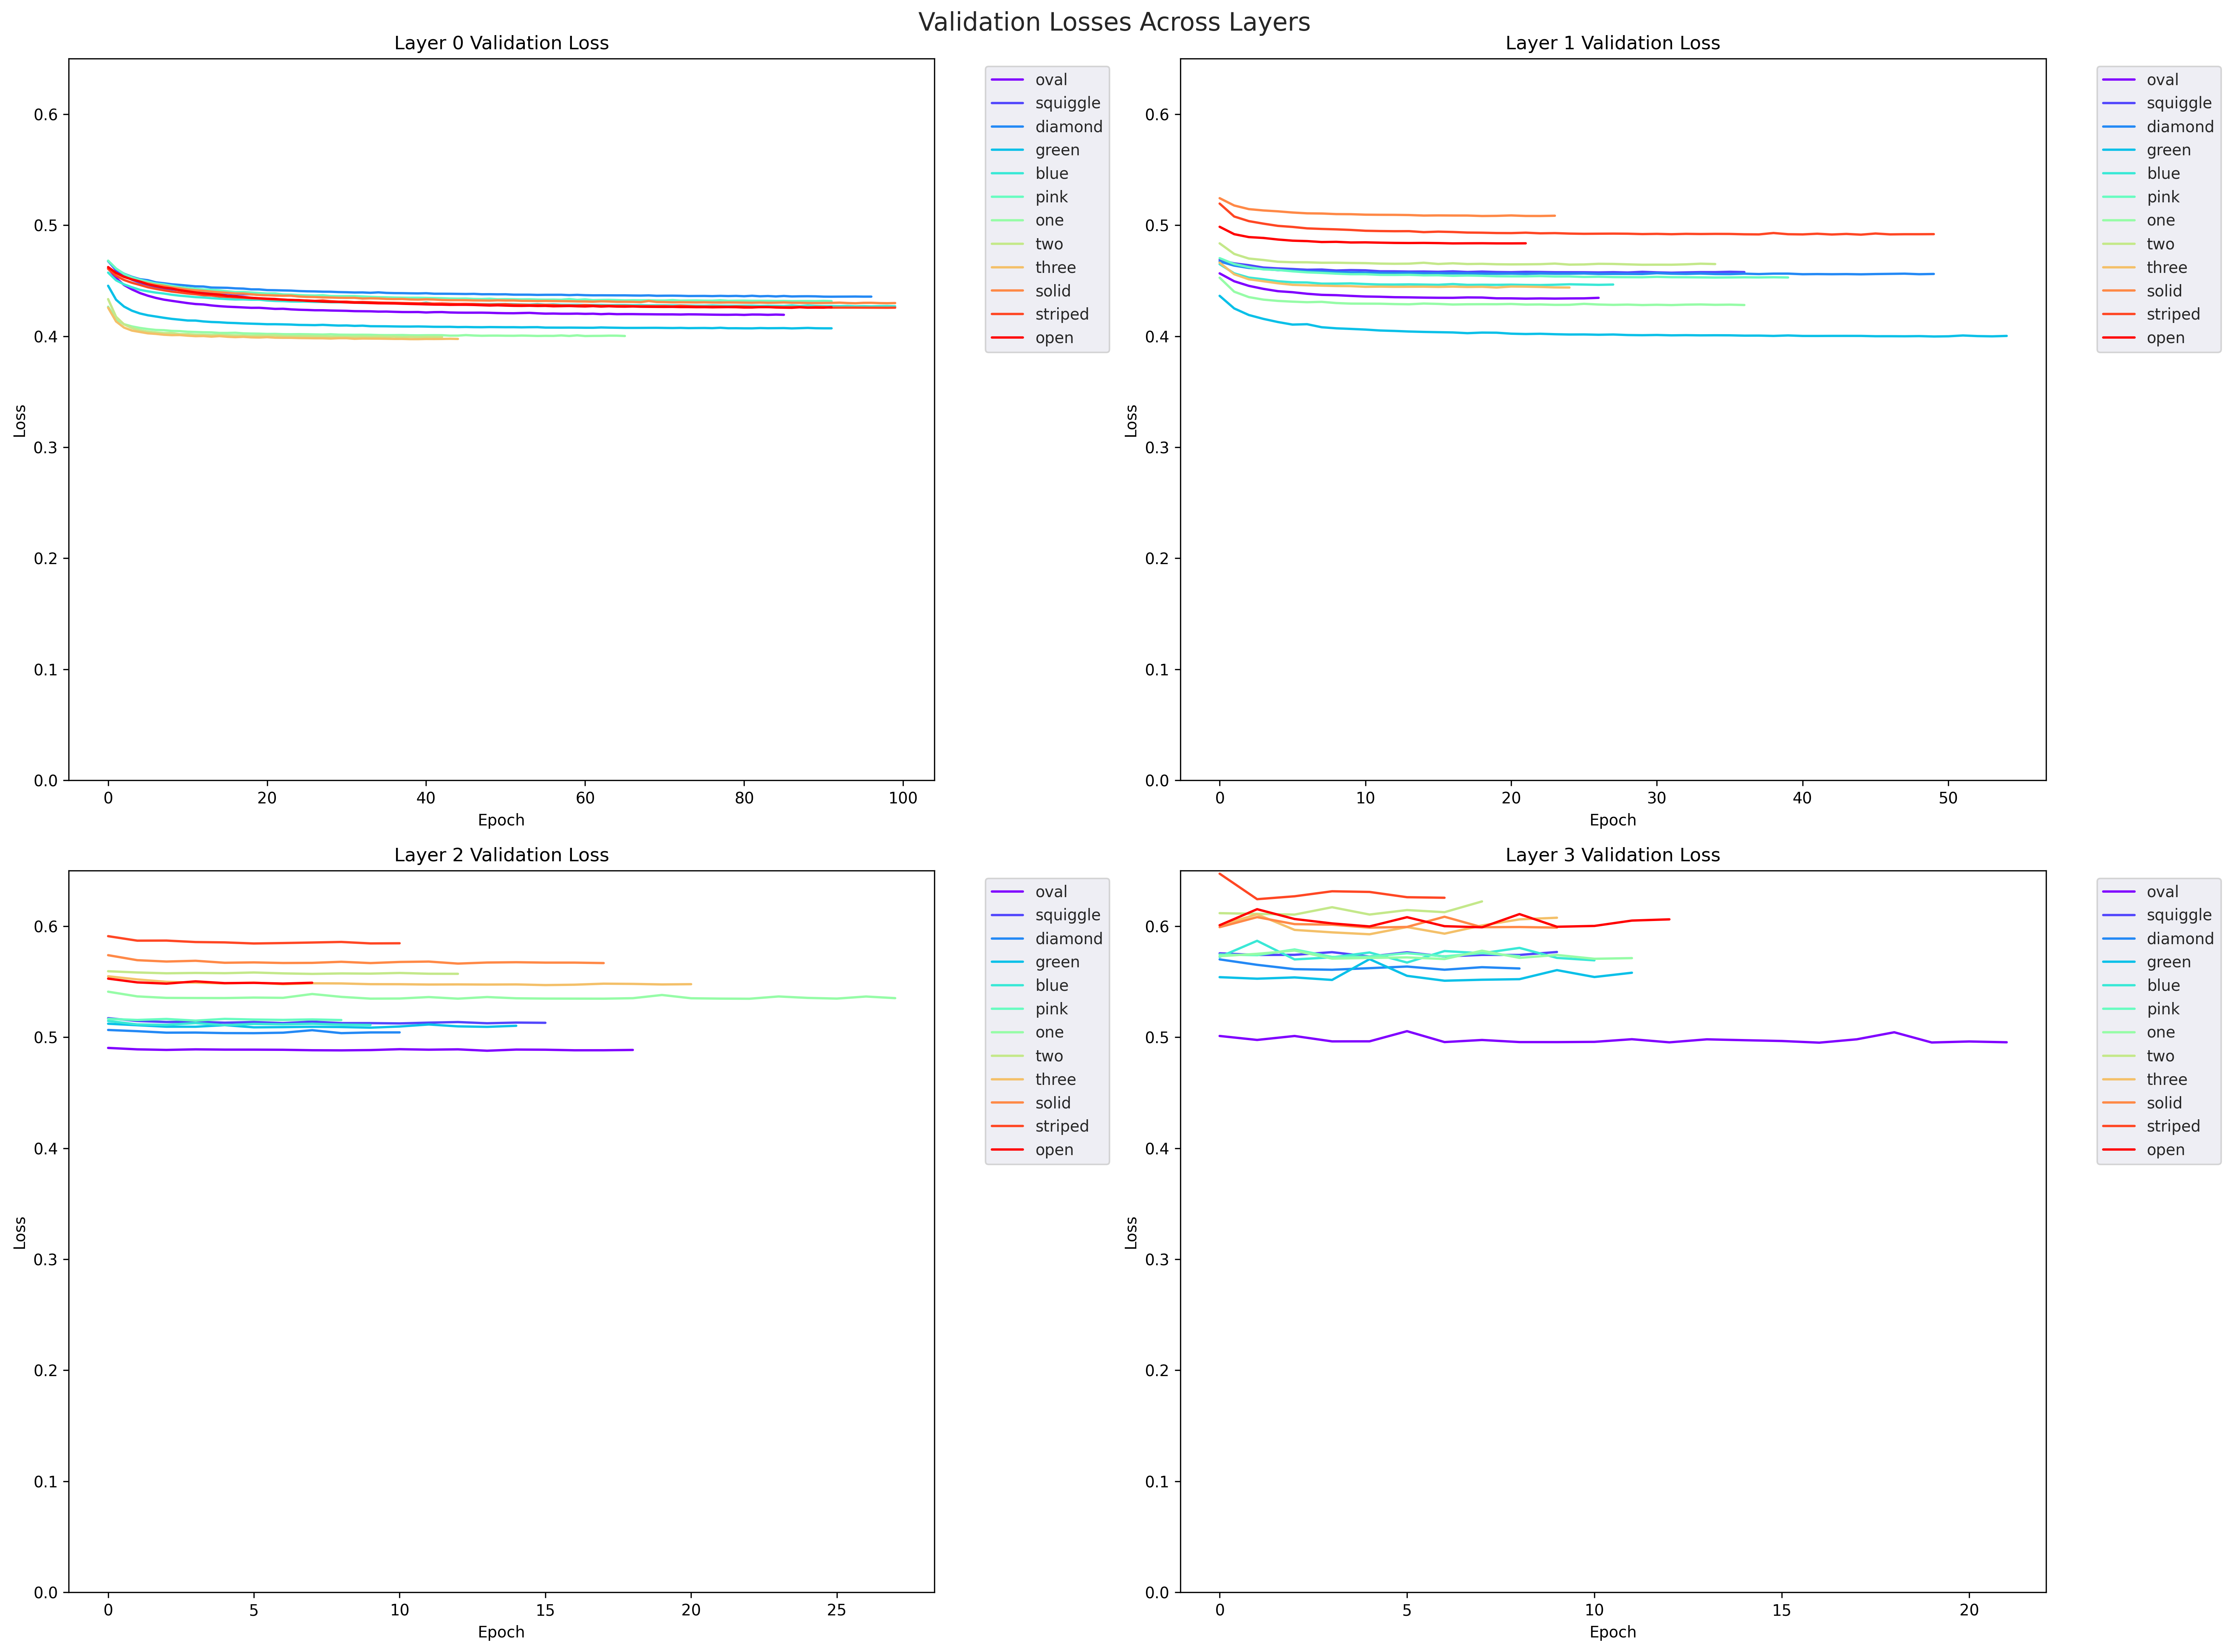 Validation Losses Across Layers
Layer 0 Validation Loss
0.6
0.5
0.4
0.3
0.2
0.1
0.0
Loss
0
20
40
60
80
100
Epoch
oval
squiggle
diamond
green
blue
pink
one
two
three
solid
striped
open
Layer 1 Validation Loss
0.6
0.5
0.4
0.3
0.2
0.1
0.0
Loss
0
10
20
30
40
50
Epoch
oval
squiggle
diamond
green
blue
pink
one
two
three
solid
striped
open
Layer 2 Validation Loss
0.6
0.5
0.4
0.3
0.2
0.1
0.0
Loss
0
5
10
15
20
25
Epoch
oval
squiggle
diamond
green
blue
pink
one
two
three
solid
striped
open
Layer 3 Validation Loss
0.6
0.5
0.4
0.3
0.2
0.1
0.0
Loss
0
5
10
15
20
Epoch
oval
squiggle
diamond
green
blue
pink
one
two
three
solid
striped
open